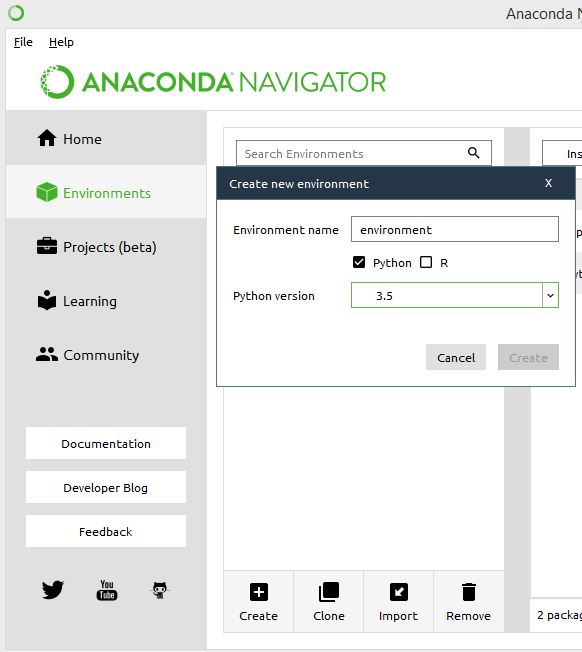 Anaconda N
File Help
ANACONDA NAVIGATOR
Home
Environments
Projects (beta)
Learning
Community
Documentation
Developer Blog
Feedback
You
Tube
Search Environments
Ins
Create new environment
X
Environment name environment
Python R
Python version 3.5
Cancel Create
Create Clone Import Remove
2 packag